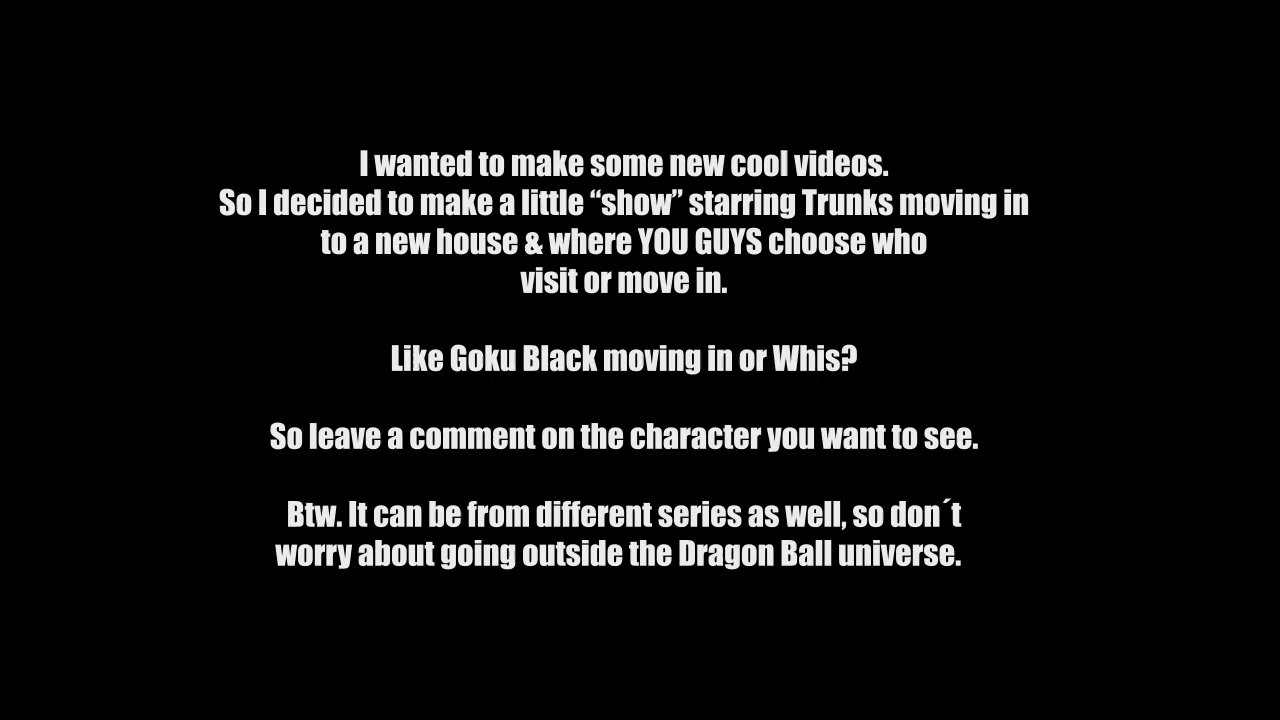 I wanted to make some new cool videos.
So I decided to make a little “show” starring Trunks moving in
to a new house & where YOU GUYS choose who
visit or move in.
Like Goku Black moving in or Whis?
So leave a comment on the character you want to see.
Btw. It can be from different series as well, so don´t
worry about going outside the Dragon Ball universe.